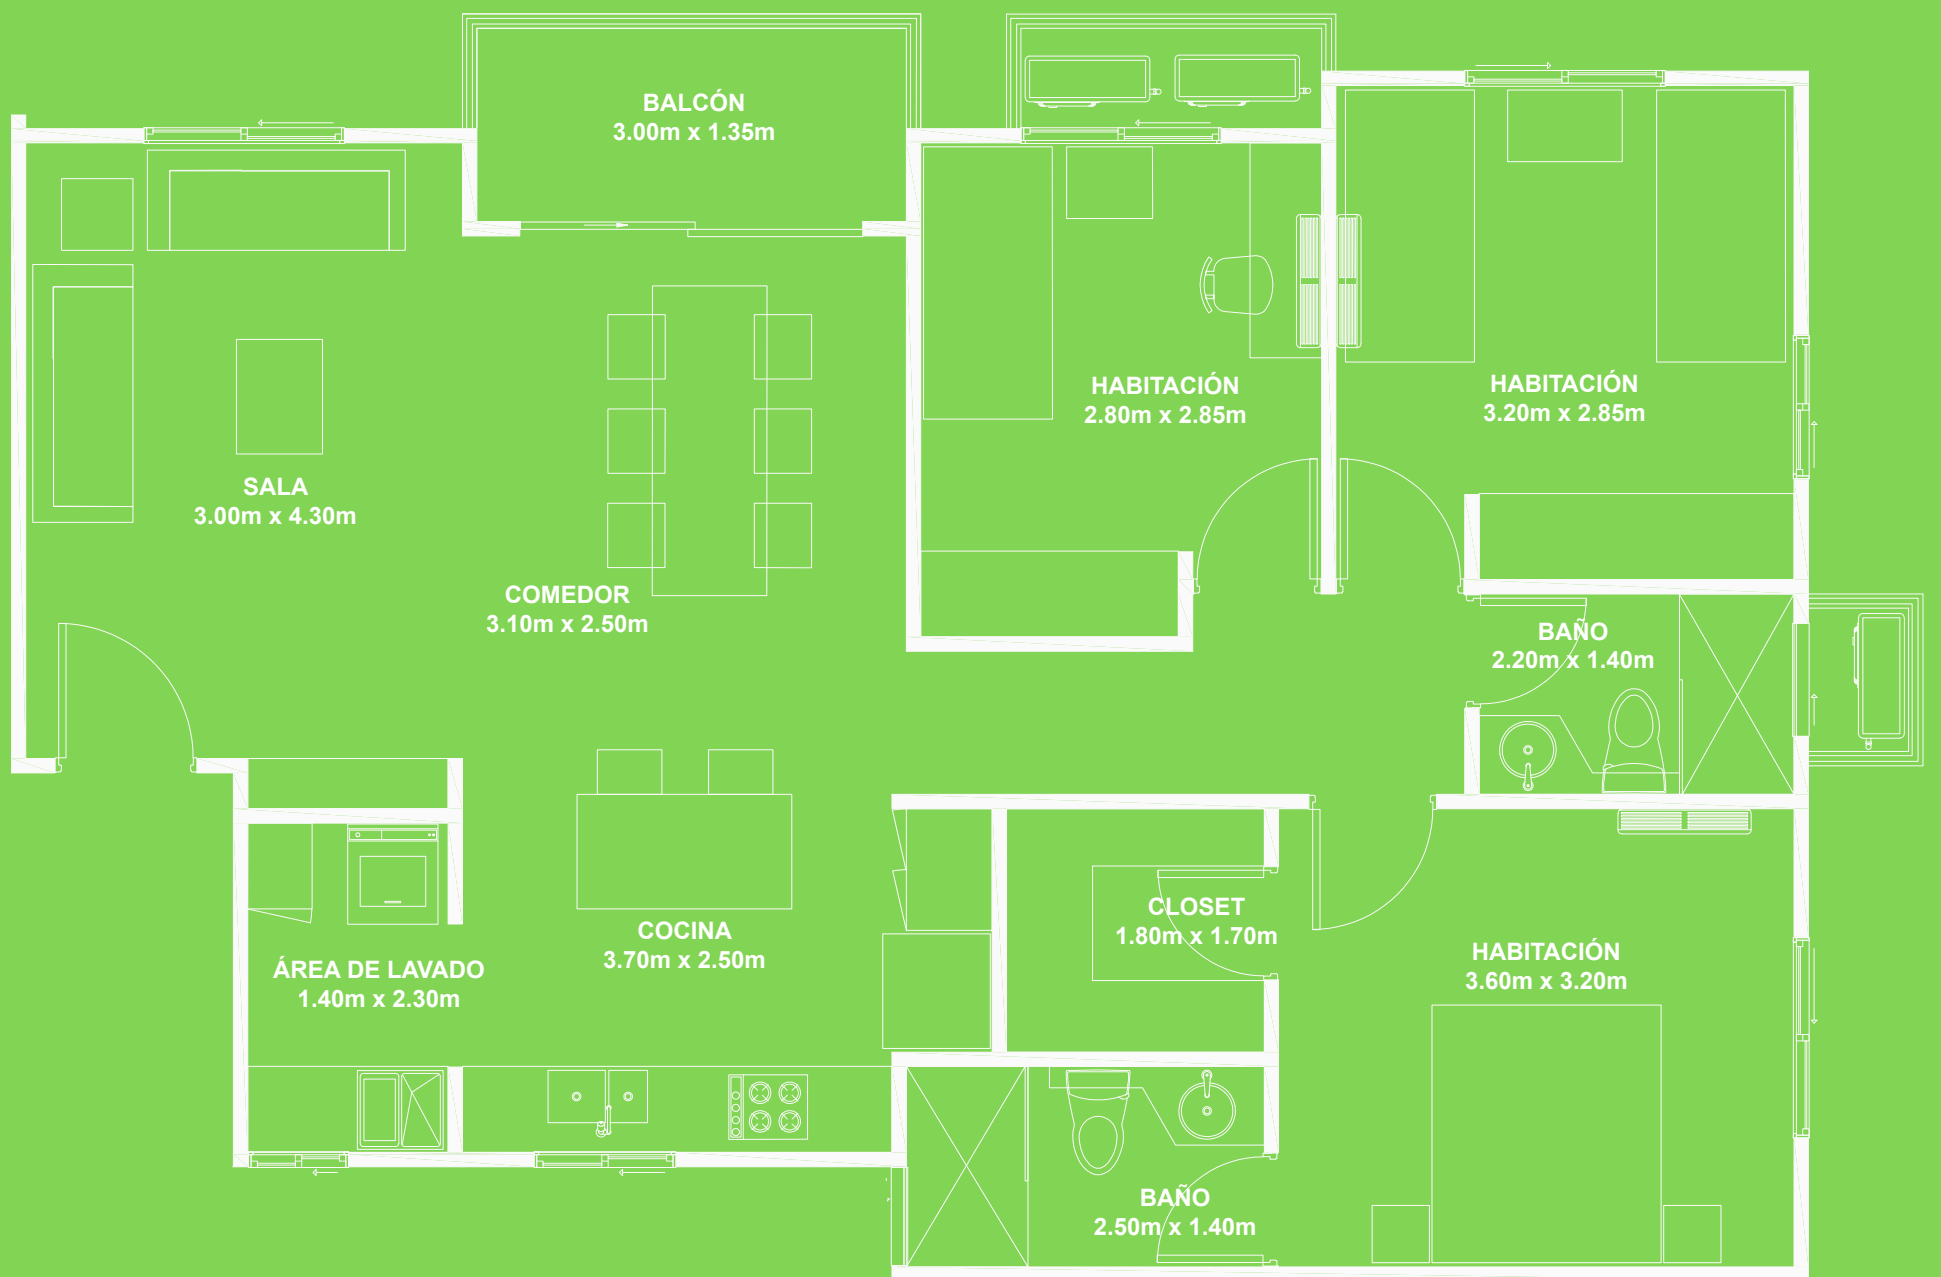 BALCÓN
3.00m x 1.35m
HABITACIÓN
2.80m x 2.85m
HABITACIÓN
3.20m x 2.85m
SALA
3.00m x 4.30m
COMEDOR
3.10m x 2.50m
BAÑO
2.20m x 1.40m
CLOSET
1.80m x 1.70m
COCINA
3.70m x 2.50m
HABITACIÓN
3.60m x 3.20m
ÁREA DE LAVADO
1.40m x 2.30m
BAÑO
2.50m x 1.40m